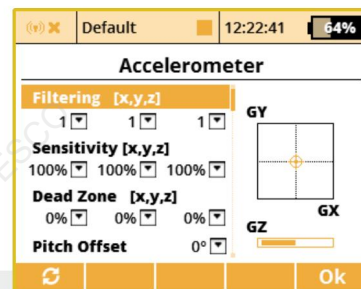 Default 12:22:41 64%
Accelerometer
Filtering [x,y,z]
1 1 1
Sensitivity [x,y,z]
100% 100% 100%
Dead Zone [x,y,z]
0% 0% 0%
Pitch Offset 0°
GY
GX
GZ
Ok
ESCO